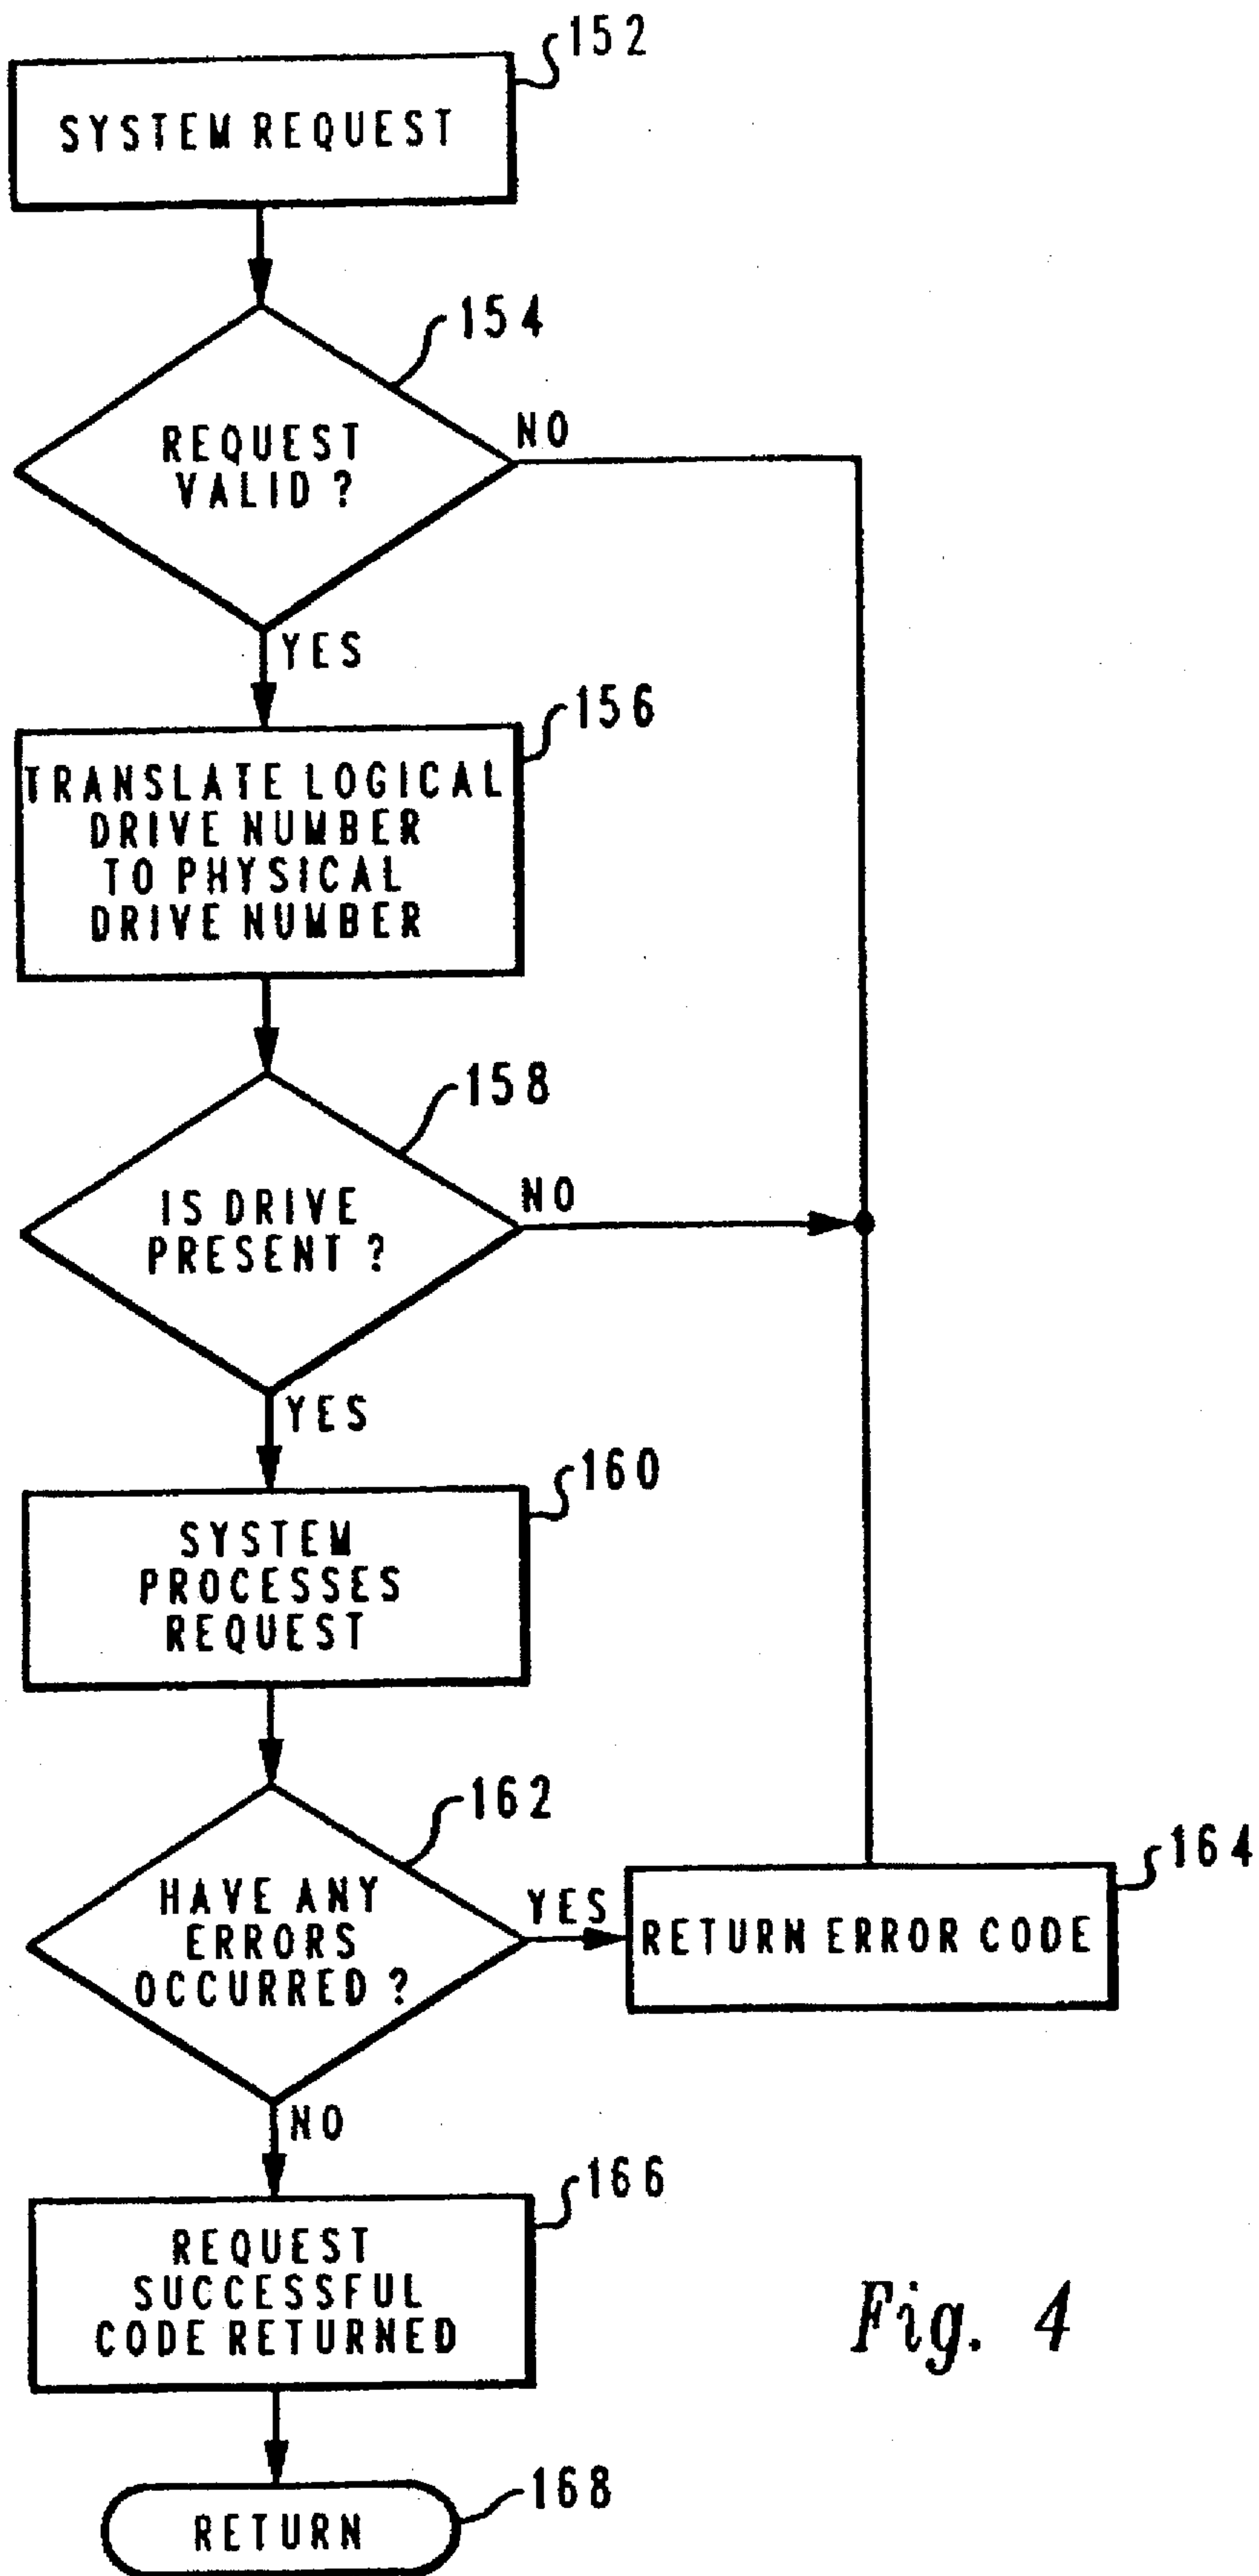 152
SYSTEM REQUEST
154
REQUEST
VALID ?
NO
YES
156
TRANSLATE LOGICAL
DRIVE NUMBER
TO PHYSICAL
DRIVE NUMBER
158
IS DRIVE
PRESENT ?
NO
YES
160
SYSTEM
PROCESSES
REQUEST
162
HAVE ANY
ERRORS
OCCURRED ?
YES
164
RETURN ERROR CODE
NO
166
REQUEST
SUCCESSFUL
CODE RETURNED
Fig. 4
168
RETURN